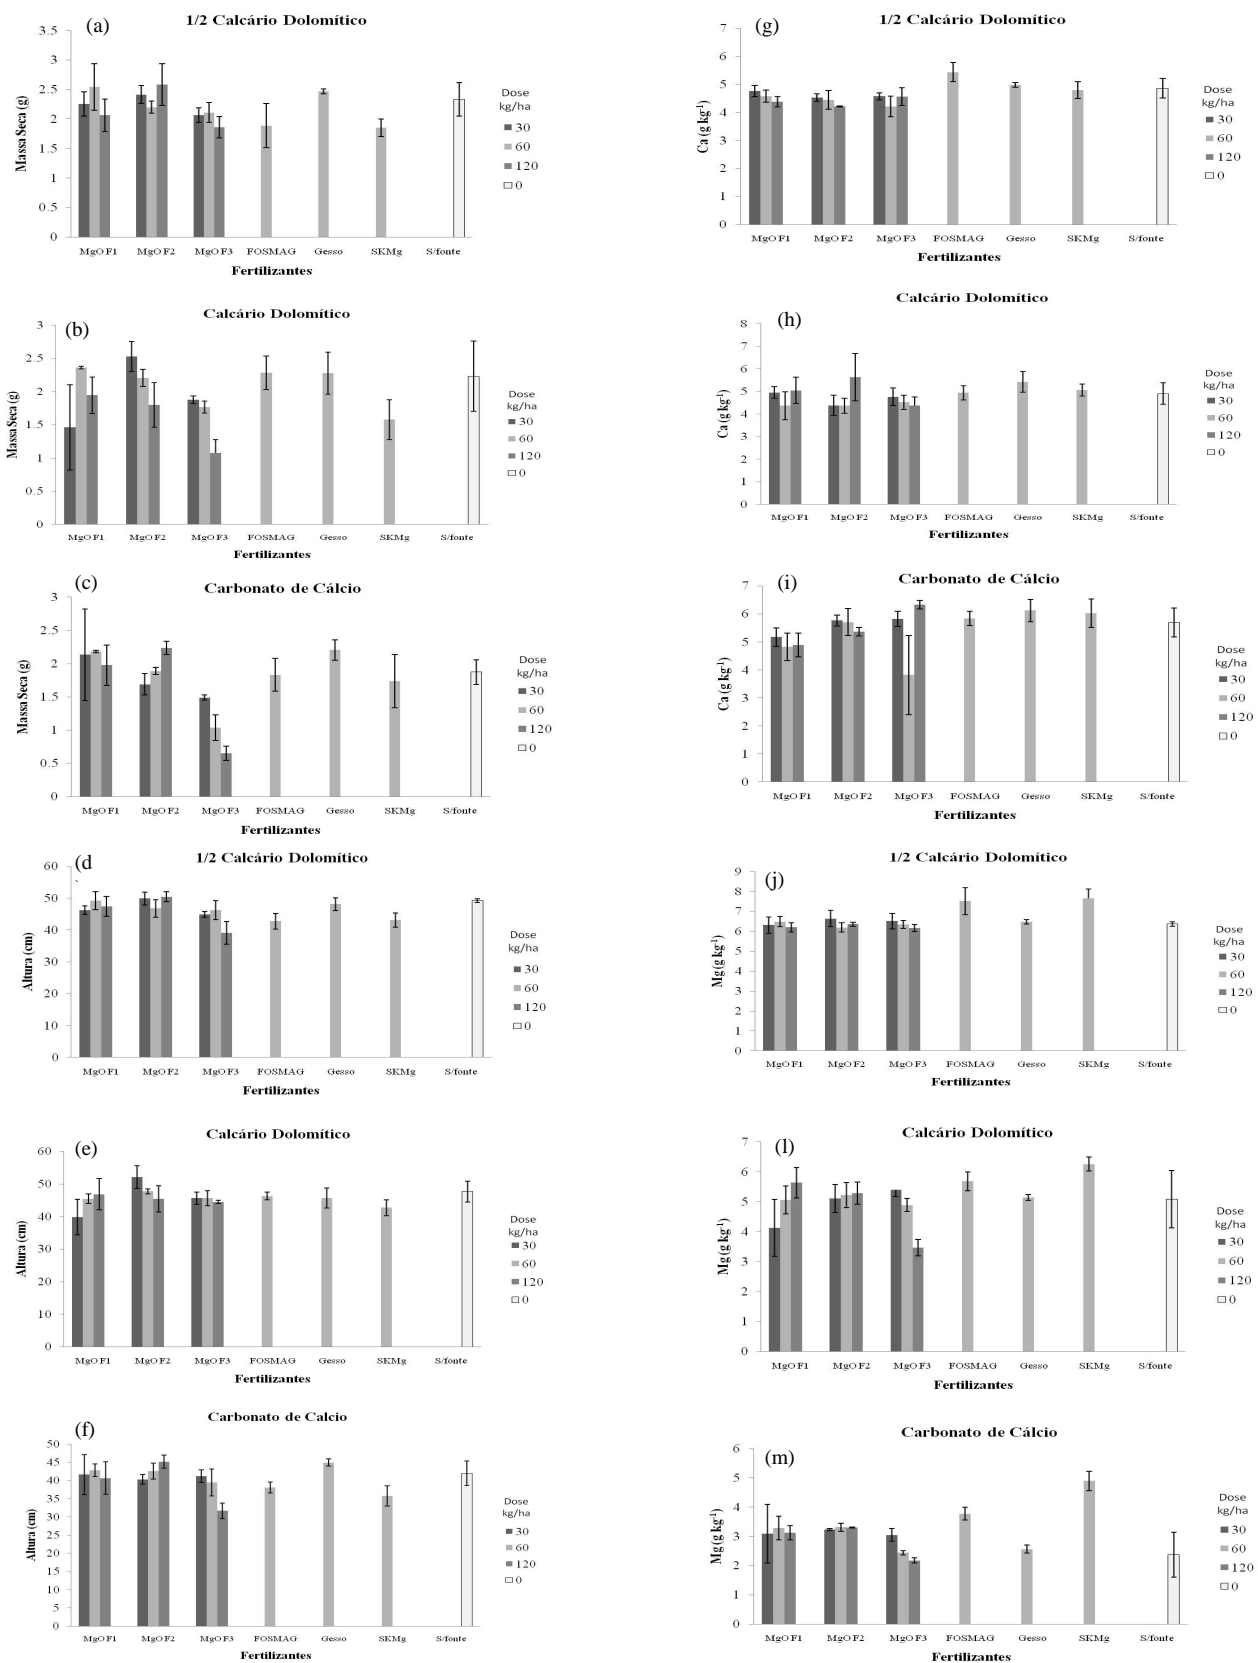 (a)
1/2 Calcário Dolomítico
3.5
3
2.5
2
1.5
1
0.5
0
Massa Seca (g)
MgO F1 MgO F2 MgO F3 FOSMAG Gesso SKMg S/fonte
Fertilizantes
Dose
kg/ha
30
60
120
0
(b)
Calcário Dolomítico
3
2.5
2
1.5
1
0.5
0
Massa Seca (g)
MgO F1 MgO F2 MgO F3 FOSMAG Gesso SKMg S/fonte
Fertilizantes
Dose
kg/ha
30
60
120
0
(c)
Carbonato de Cálcio
3
2.5
2
1.5
1
0.5
0
Massa Seca (g)
MgO F1 MgO F2 MgO F3 FOSMAG Gesso SKMg S/fonte
Fertilizantes
Dose
kg/ha
30
60
120
0
(d
1/2 Calcário Dolomítico
60
50
40
30
20
10
0
Altura (cm)
MgO F1 MgO F2 MgO F3 FOSMAG Gesso SKMg S/fonte
Fertilizantes
Dose
kg/ha
30
60
120
0
(e)
Calcário Dolomítico
60
50
40
30
20
10
0
Altura (cm)
MgO F1 MgO F2 MgO F3 FOSMAG Gesso SKMg S/fonte
Fertilizantes
Dose
kg/ha
30
60
120
0
(f)
Carbonato de Calcio
50
45
40
35
30
25
20
15
10
5
0
Altura (cm)
MgO F1 MgO F2 MgO F3 FOSMAG Gesso SKMg S/fonte
Fertilizantes
Dose
kg/ha
30
60
120
0
(g)
1/2 Calcário Dolomítico
7
6
5
4
3
2
1
0
Ca (g kg-1)
MgO F1 MgO F2 MgO F3 FOSMAG Gesso SKMg S/fonte
Fertilizantes
Dose
kg/ha
30
60
120
0
(h)
Calcário Dolomítico
8
7
6
5
4
3
2
1
0
Ca (g kg-1)
MgO F1 MgO F2 MgO F3 FOSMAG Gesso SKMg S/fonte
Fertilizantes
Dose
kg/ha
30
60
120
0
(i)
Carbonato de Cálcio
7
6
5
4
3
2
1
0
Ca (g kg-1)
MgO F1 MgO F2 MgO F3 FOSMAG Gesso SKMg S/fonte
Fertilizantes
Dose
kg/ha
30
60
120
0
(j)
1/2 Calcário Dolomítico
9
8
7
6
5
4
3
2
1
0
Mg (g kg-1)
MgO F1 MgO F2 MgO F3 FOSMAG Gesso SKMg S/fonte
Fertilizantes
Dose
kg/ha
30
60
120
0
(l)
Calcário Dolomítico
7
6
5
4
3
2
1
0
Mg (g kg-1)
MgO F1 MgO F2 MgO F3 FOSMAG Gesso SKMg S/fonte
Fertilizantes
Dose
kg/ha
30
60
120
0
(m)
Carbonato de Cálcio
6
5
4
3
2
1
0
Mg (g kg-1)
MgO F1 MgO F2 MgO F3 FOSMAG Gesso SKMg S/fonte
Fertilizantes
Dose
kg/ha
30
60
120
0